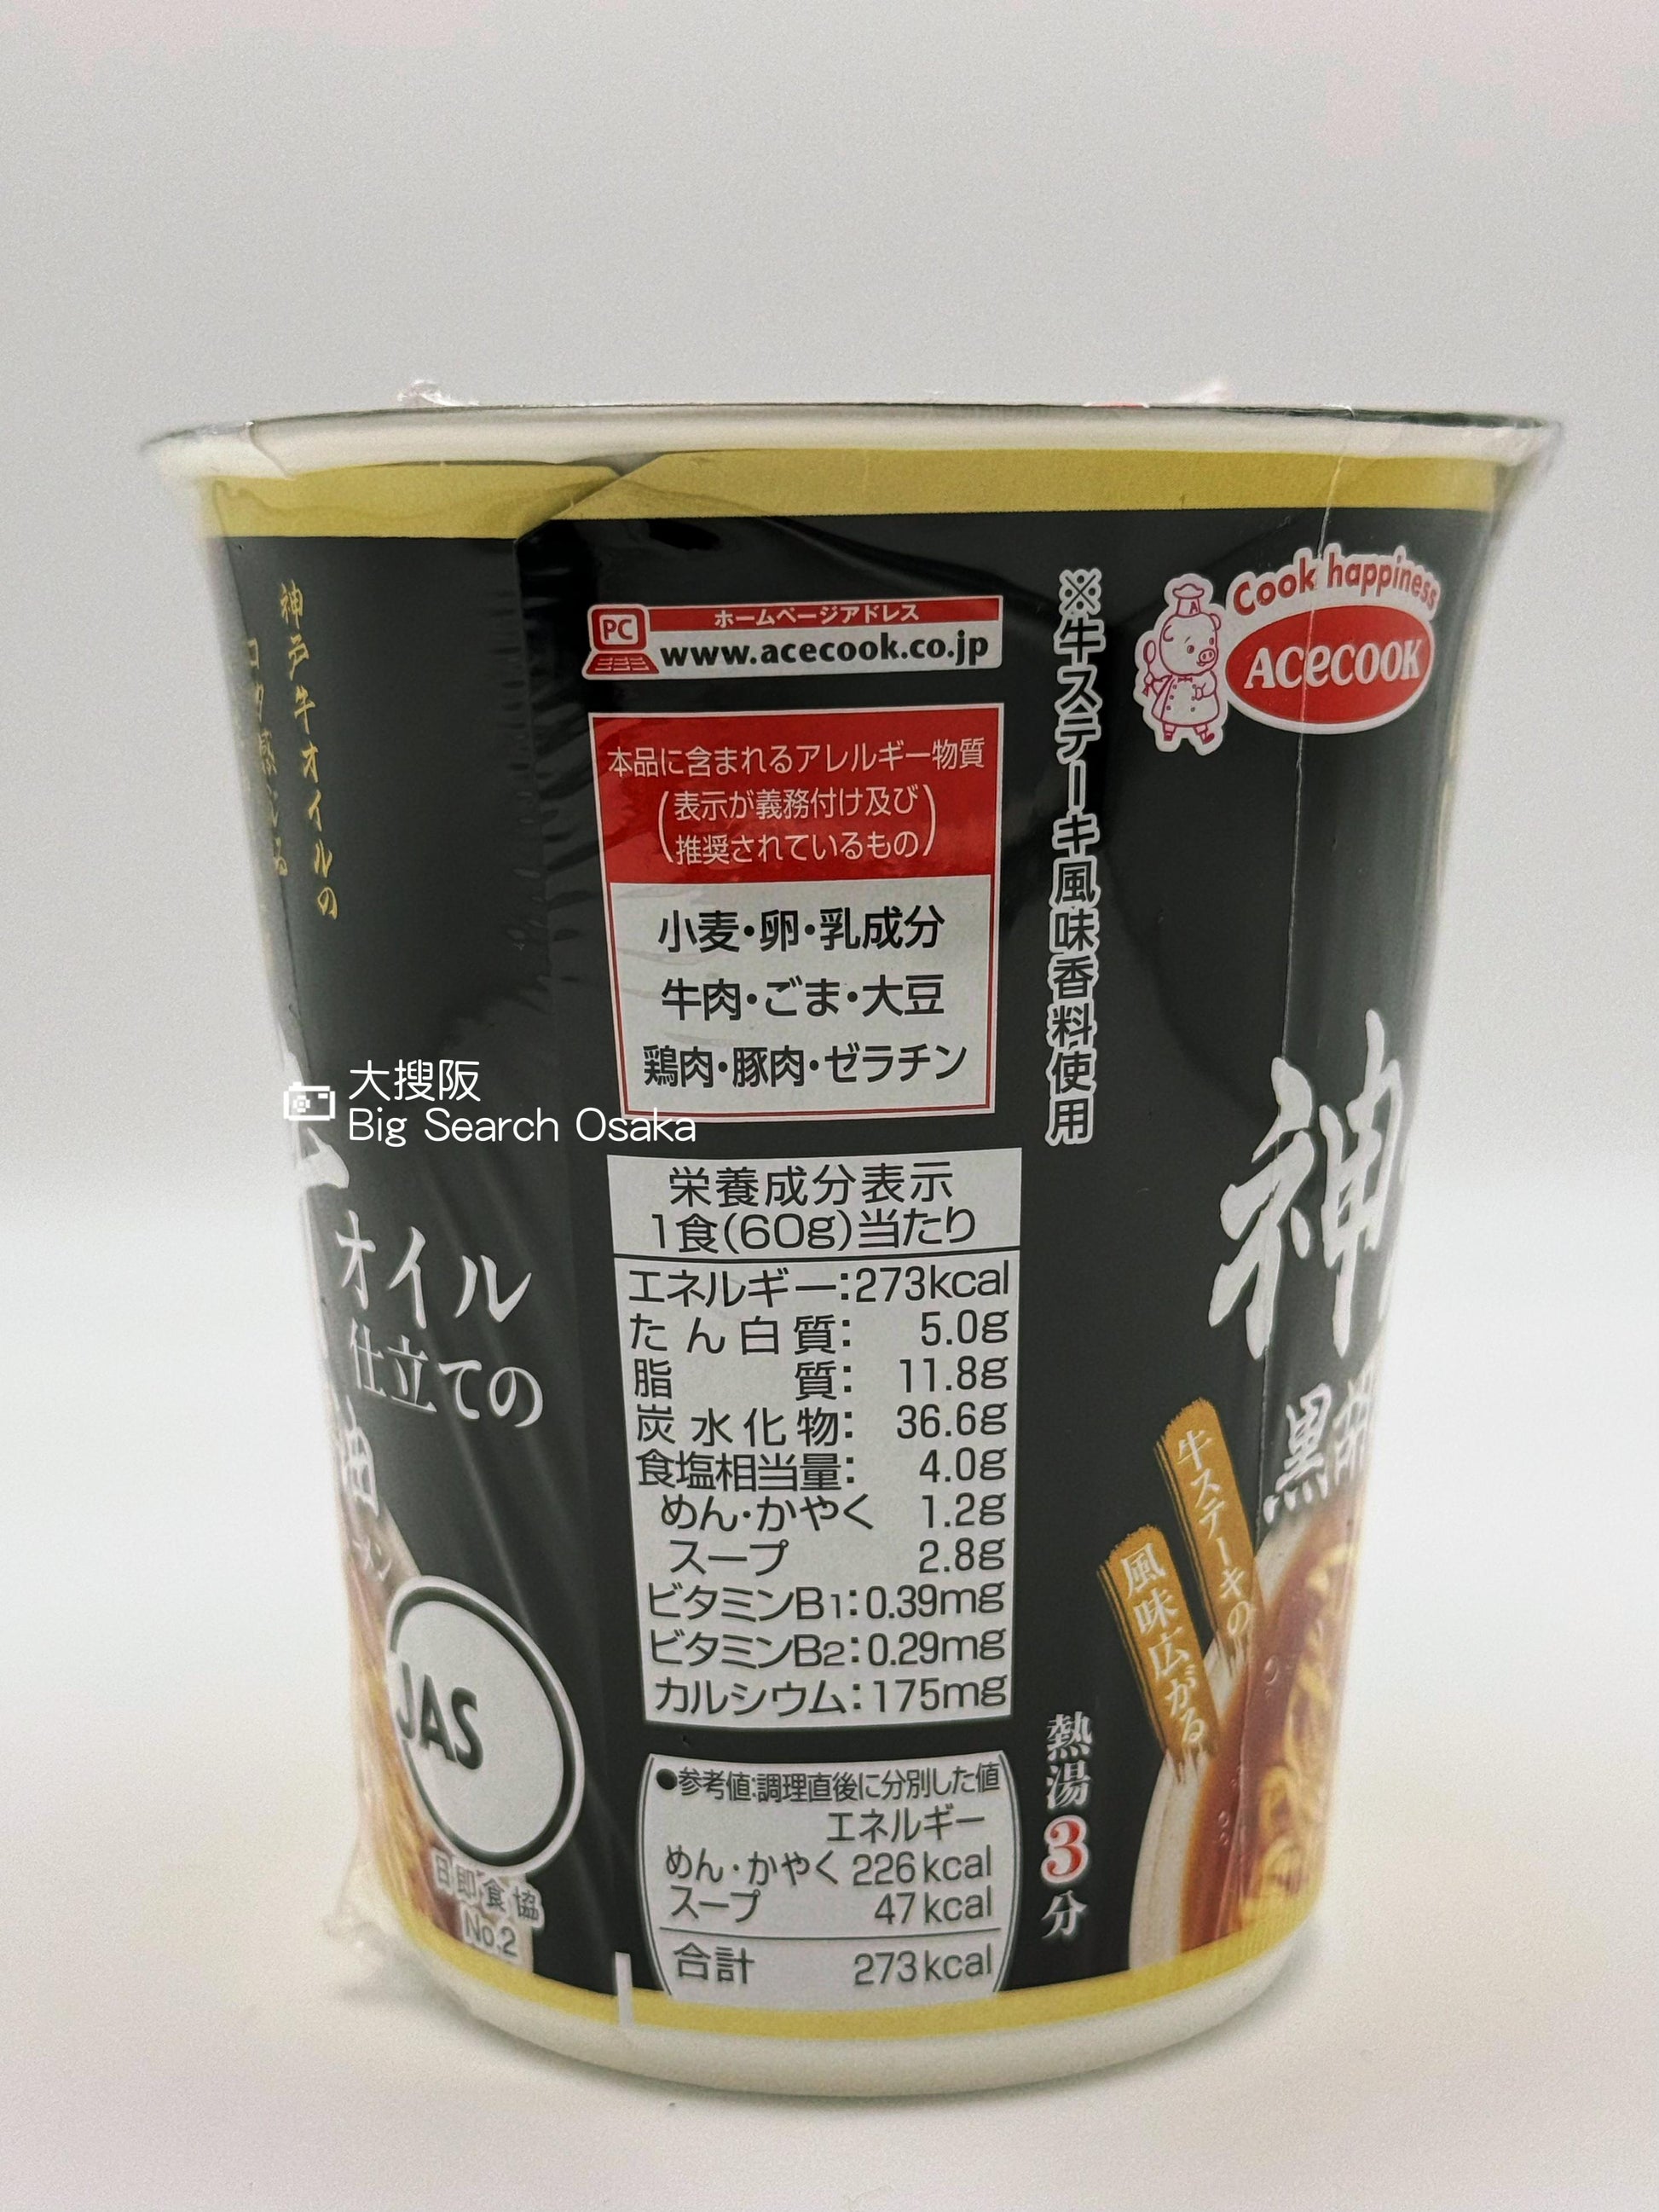 神戸牛オイルの
オイル
仕立ての
油
JAS
日即食協
No.2
PC
ホームページアドレス
www.acecook.co.jp
本品に含まれるアレルギー物質
(表示が義務付け及び
推奨されているもの)
小麦・卵・乳成分
牛肉・ごま・大豆
鶏肉・豚肉・ゼラチン
大搜阪
Big Search Osaka
栄養成分表示
1食(60g)当たり
エネルギー:273kcal
たん白質: 5.0g
脂質: 11.8g
炭水化物: 36.6g
食塩相当量: 4.0g
めん・かやく 1.2g
スープ 2.8g
ビタミンB1:0.39mg
ビタミンB2:0.29mg
カルシウム:175mg
●参考値:調理直後に分別した値
エネルギー
めん・かやく 226kcal
スープ 47kcal
合計 273kcal
※牛ステーキ風味香料使用
熱湯3分
Cook happiness
ACECOOK
神
黒
牛ステーキの
風味広がる